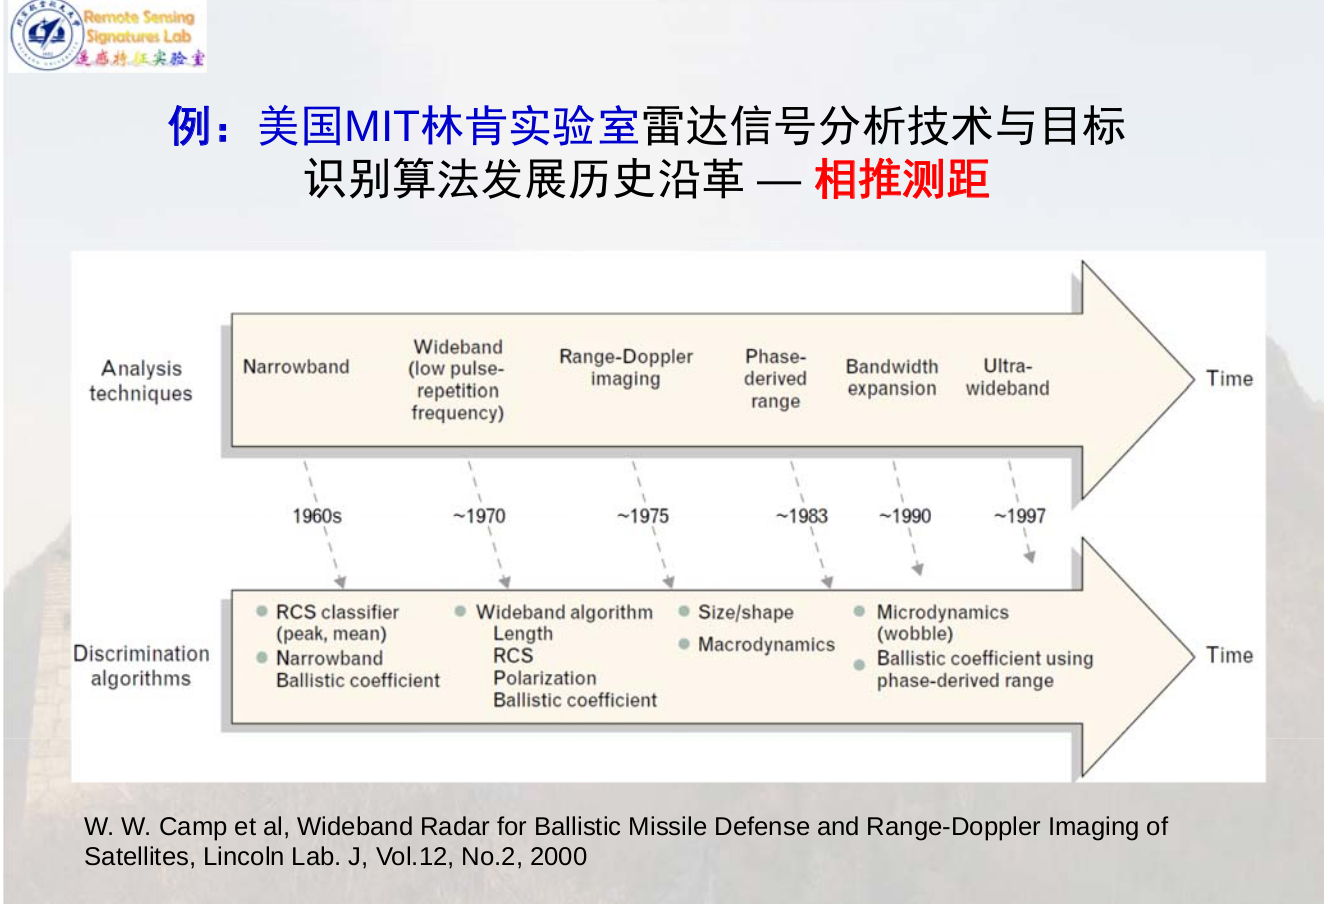 Remote Sensing
Signatures Lab
遥感特征实验室
例：美国MIT林肯实验室雷达信号分析技术与目标
识别算法发展历史沿革 — 相推测距
Analysis
techniques
Narrowband
Wideband
(low pulse-
repetition
frequency)
Range-Doppler
imaging
Phase-
derived
range
Bandwidth
expansion
Ultra-
wideband
Time
1960s
~1970
~1975
~1983
~1990
~1997
Discrimination
algorithms
RCS classifier
(peak, mean)
Narrowband
Ballistic coefficient
Wideband algorithm
Length
RCS
Polarization
Ballistic coefficient
Size/shape
Macrodynamics
Microdynamics
(wobble)
Ballistic coefficient using
phase-derived range
Time
W. W. Camp et al, Wideband Radar for Ballistic Missile Defense and Range-Doppler Imaging of
Satellites, Lincoln Lab. J, Vol.12, No.2, 2000